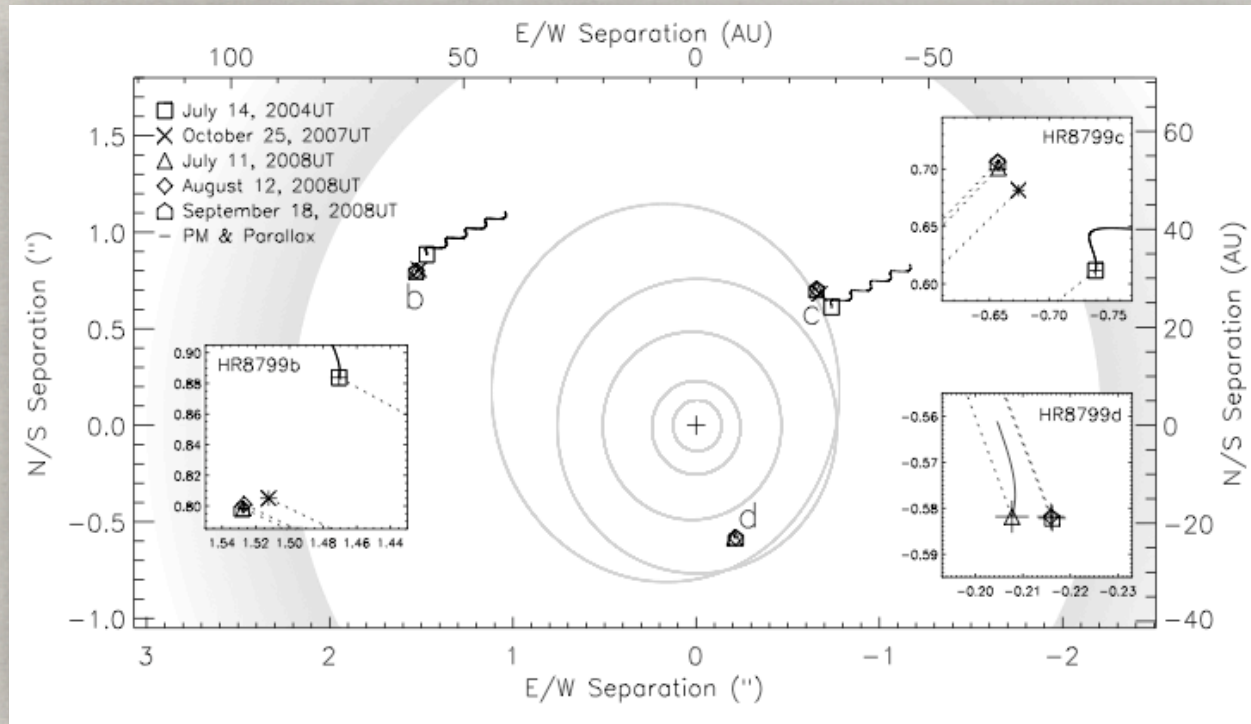 E/W Separation (AU)
100 50 0 −50
July 14, 2004UT
October 25, 2007UT
July 11, 2008UT
August 12, 2008UT
September 18, 2008UT
− PM & Parallax
N/S Separation (")
1.5
1.0
0.5
0.0
−0.5
−1.0
b
c
d
HR8799b
0.90
0.88
0.86
0.84
0.82
0.80
1.54 1.52 1.50 1.48 1.46 1.44
HR8799c
0.70
0.65
0.60
−0.65 −0.70 −0.75
HR8799d
−0.56
−0.57
−0.58
−0.59
−0.20 −0.21 −0.22 −0.23
60
40
20
0
−20
−40
N/S Separation (AU)
3 2 1 0 −1 −2
E/W Separation (")